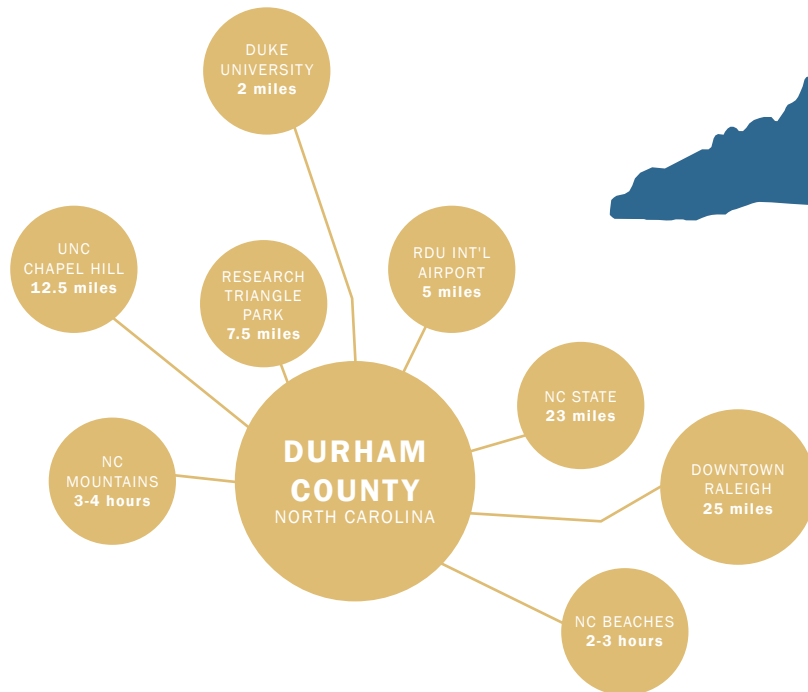 DUKE
UNIVERSITY
2 miles
UNC
CHAPEL HILL
12.5 miles
RESEARCH
TRIANGLE
PARK
7.5 miles
RDU INT'L
AIRPORT
5 miles
NC STATE
23 miles
DURHAM
COUNTY
NORTH CAROLINA
NC
MOUNTAINS
3-4 hours
DOWNTOWN
RALEIGH
25 miles
NC BEACHES
2-3 hours